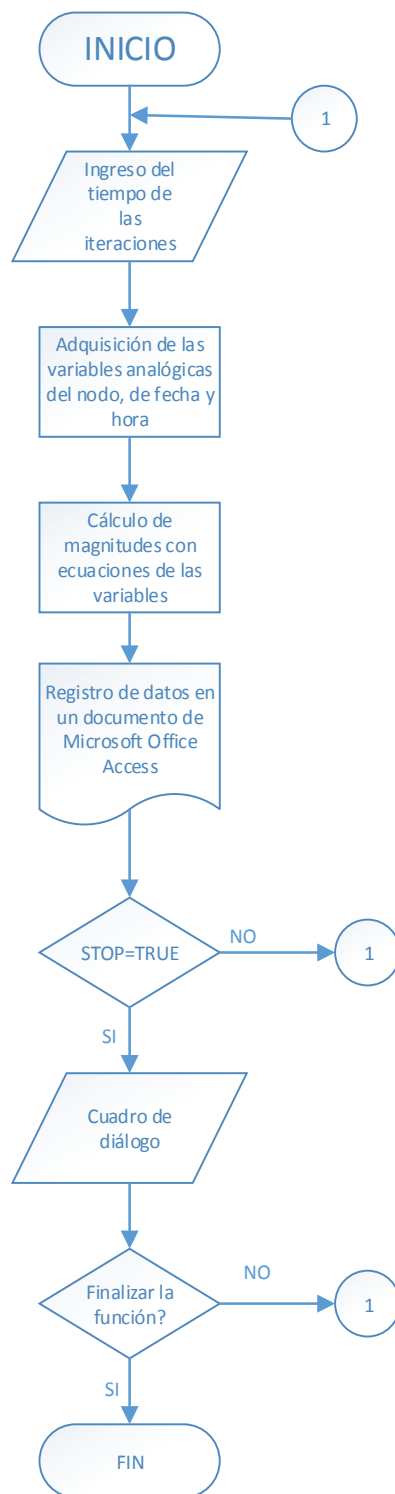 INICIO
1
Ingreso del
tiempo de
las
iteraciones
Adquisición de las
variables analógicas
del nodo, de fecha y
hora
Cálculo de
magnitudes con
ecuaciones de las
variables
Registro de datos en
un documento de
Microsoft Office
Access
STOP=TRUE
NO
1
SI
Cuadro de
diálogo
Finalizar la
función?
NO
1
SI
FIN